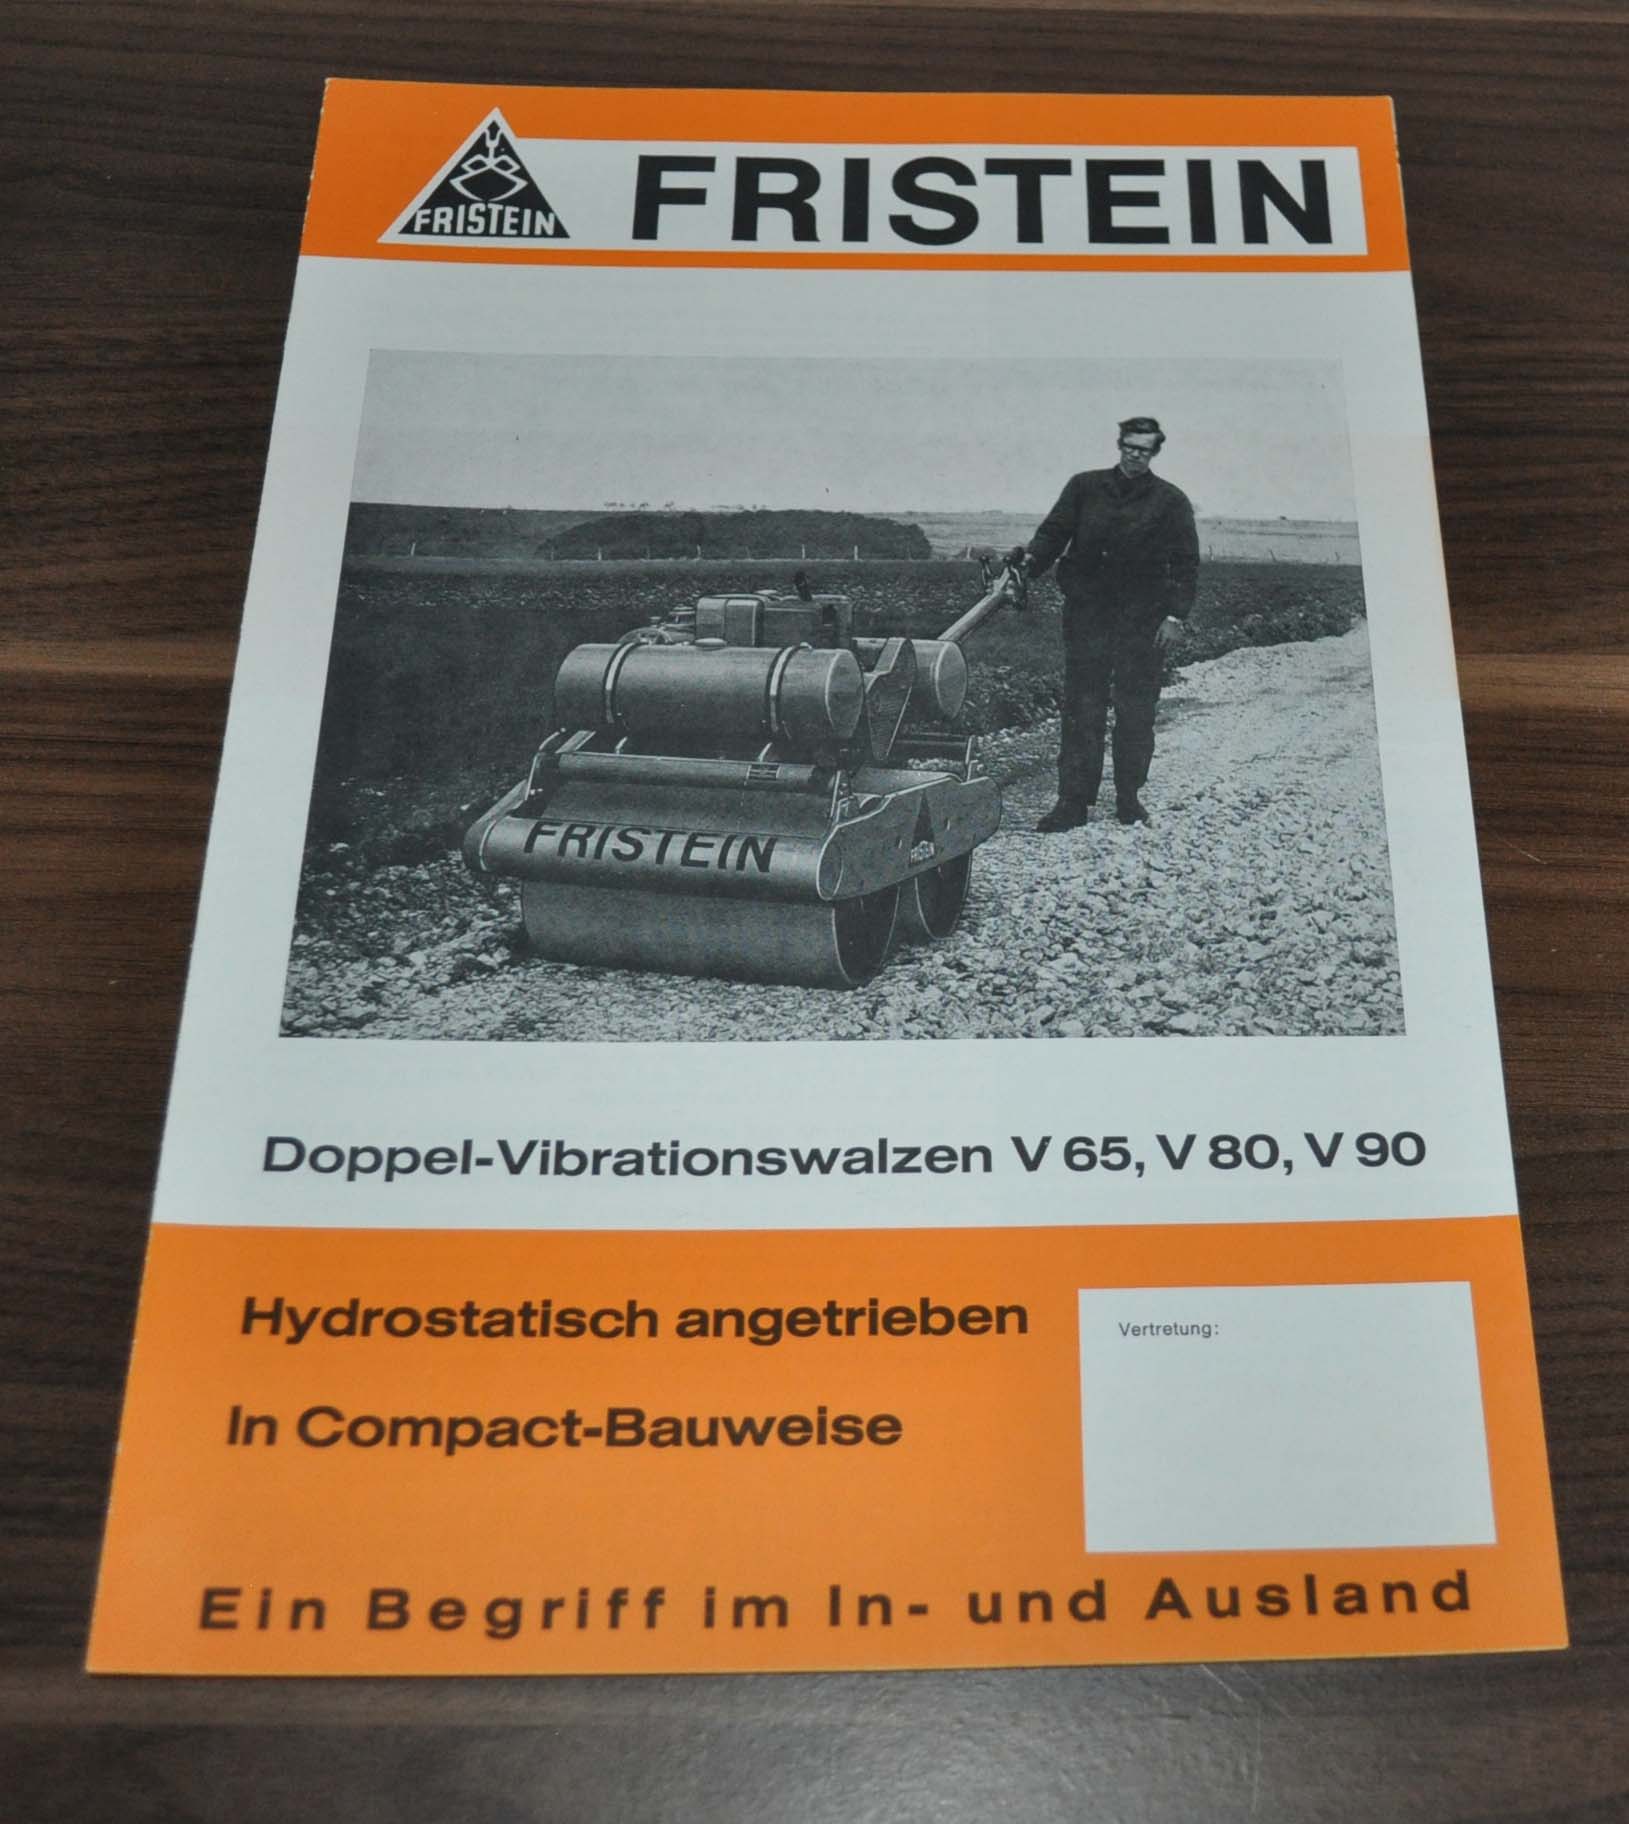 FRISTEIN
FRISTEIN
FRISTEIN
FRISTEIN
Doppel-Vibrationswalzen V 65, V 80, V 90
Hydrostatisch angetrieben
Vertretung:
In Compact-Bauweise
Ein Begriff im In- und Ausland